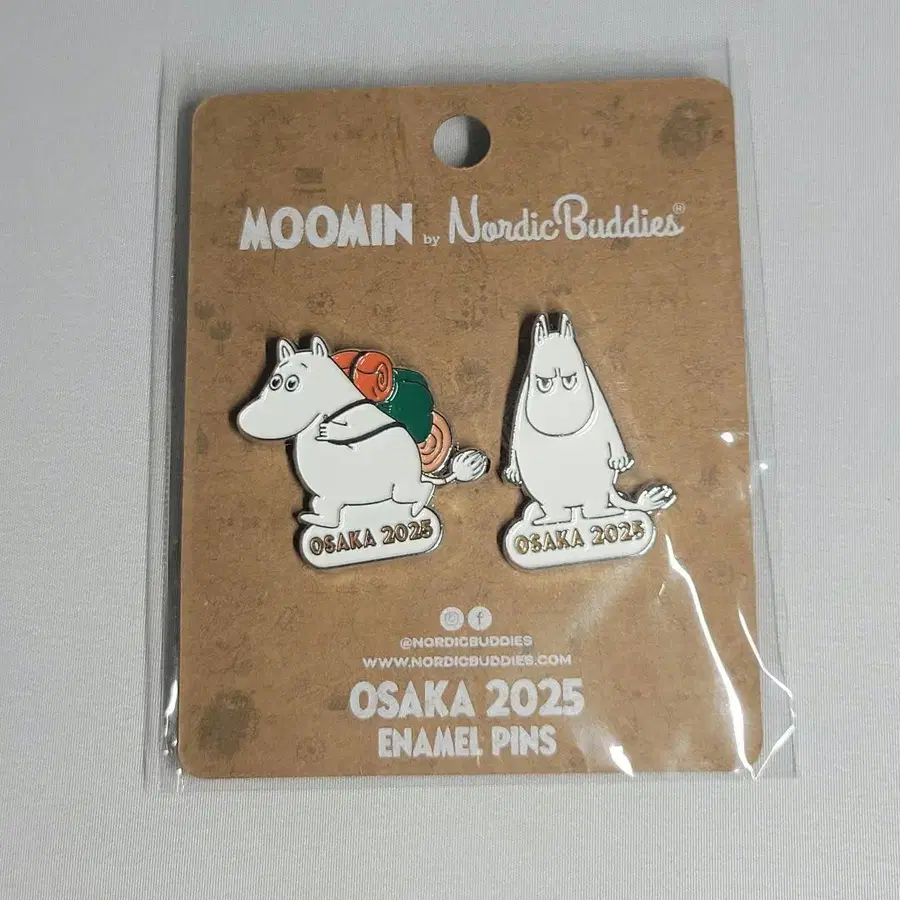 MOOMIN by NordicBuddies®
OSAKA 2025
OSAKA 2025
@NORDICBUDDIES
WWW.NORDICBUDDIES.COM
OSAKA 2025
ENAMEL PINS